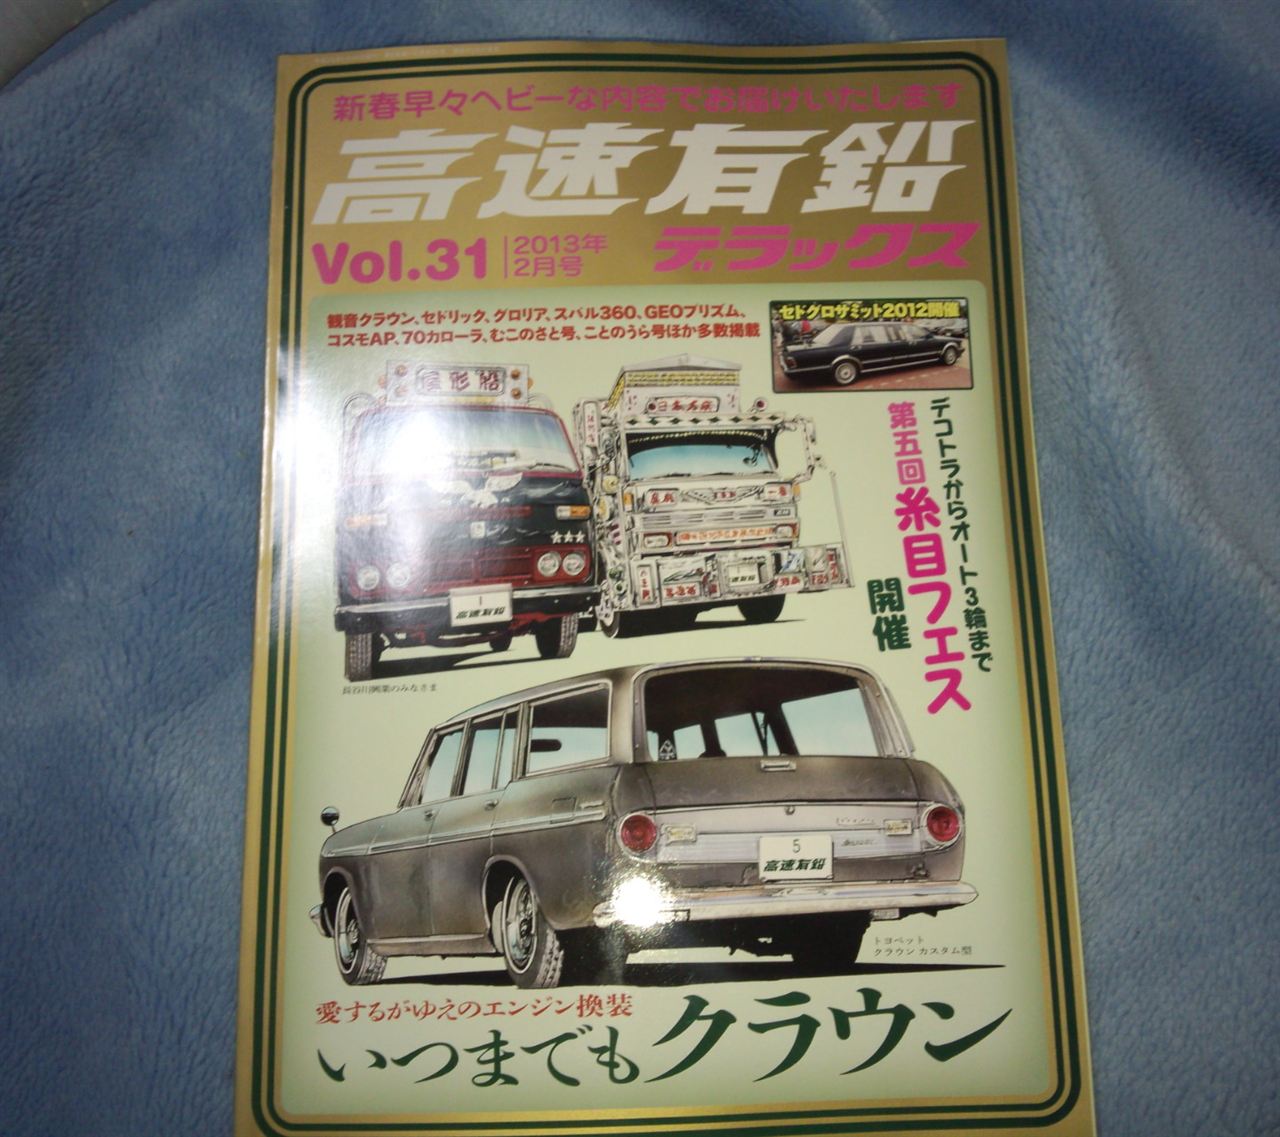 新春早々ヘビーな内容でお届けいたします
高速有鉛
デラックス
Vol.31
2013年
2月号
観音クラウン、セドリック、グロリア、スバル360、GEOプリズム、
コスモAP、70カローラ、むこのさと号、ことのうら号ほか多数掲載
セドグロサミット2012開催
デコトラからオート3輪まで
第五回糸目フェス
開催
屋形船
1
高速有鉛
高速有鉛
長谷川興業のみなさま
5
高速有鉛
トヨペット
クラウン カスタム型
愛するがゆえのエンジン換装
いつまでもクラウン